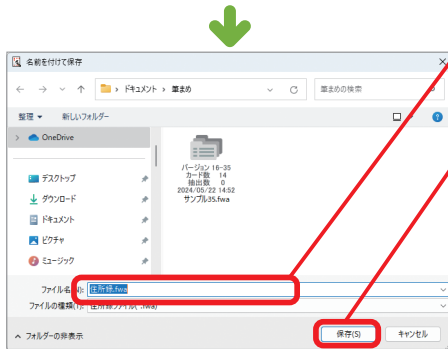 名前を付けて保存
ドキュメント › 筆まめ
筆まめの検索
整理 新しいフォルダー
OneDrive
デスクトップ
ダウンロード
ドキュメント
ピクチャ
ミュージック
バージョン 16-35
カード数 14
抽出数 0
2024/05/22 14:52
サンプル35.fwa
ファイル名(N): 住所録.fwa
ファイルの種類(T): 住所録ファイル(*.fwa)
フォルダーの非表示
保存(S) キャンセル